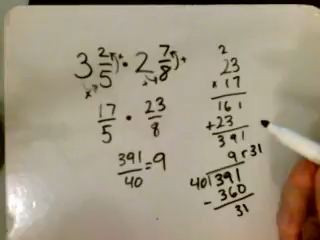 3 2/5 · 2 7/8
17/5 · 23/8
391/40 = 9
2
23
× 17
161
+ 23
391
9 r 31
40 391
- 360
31